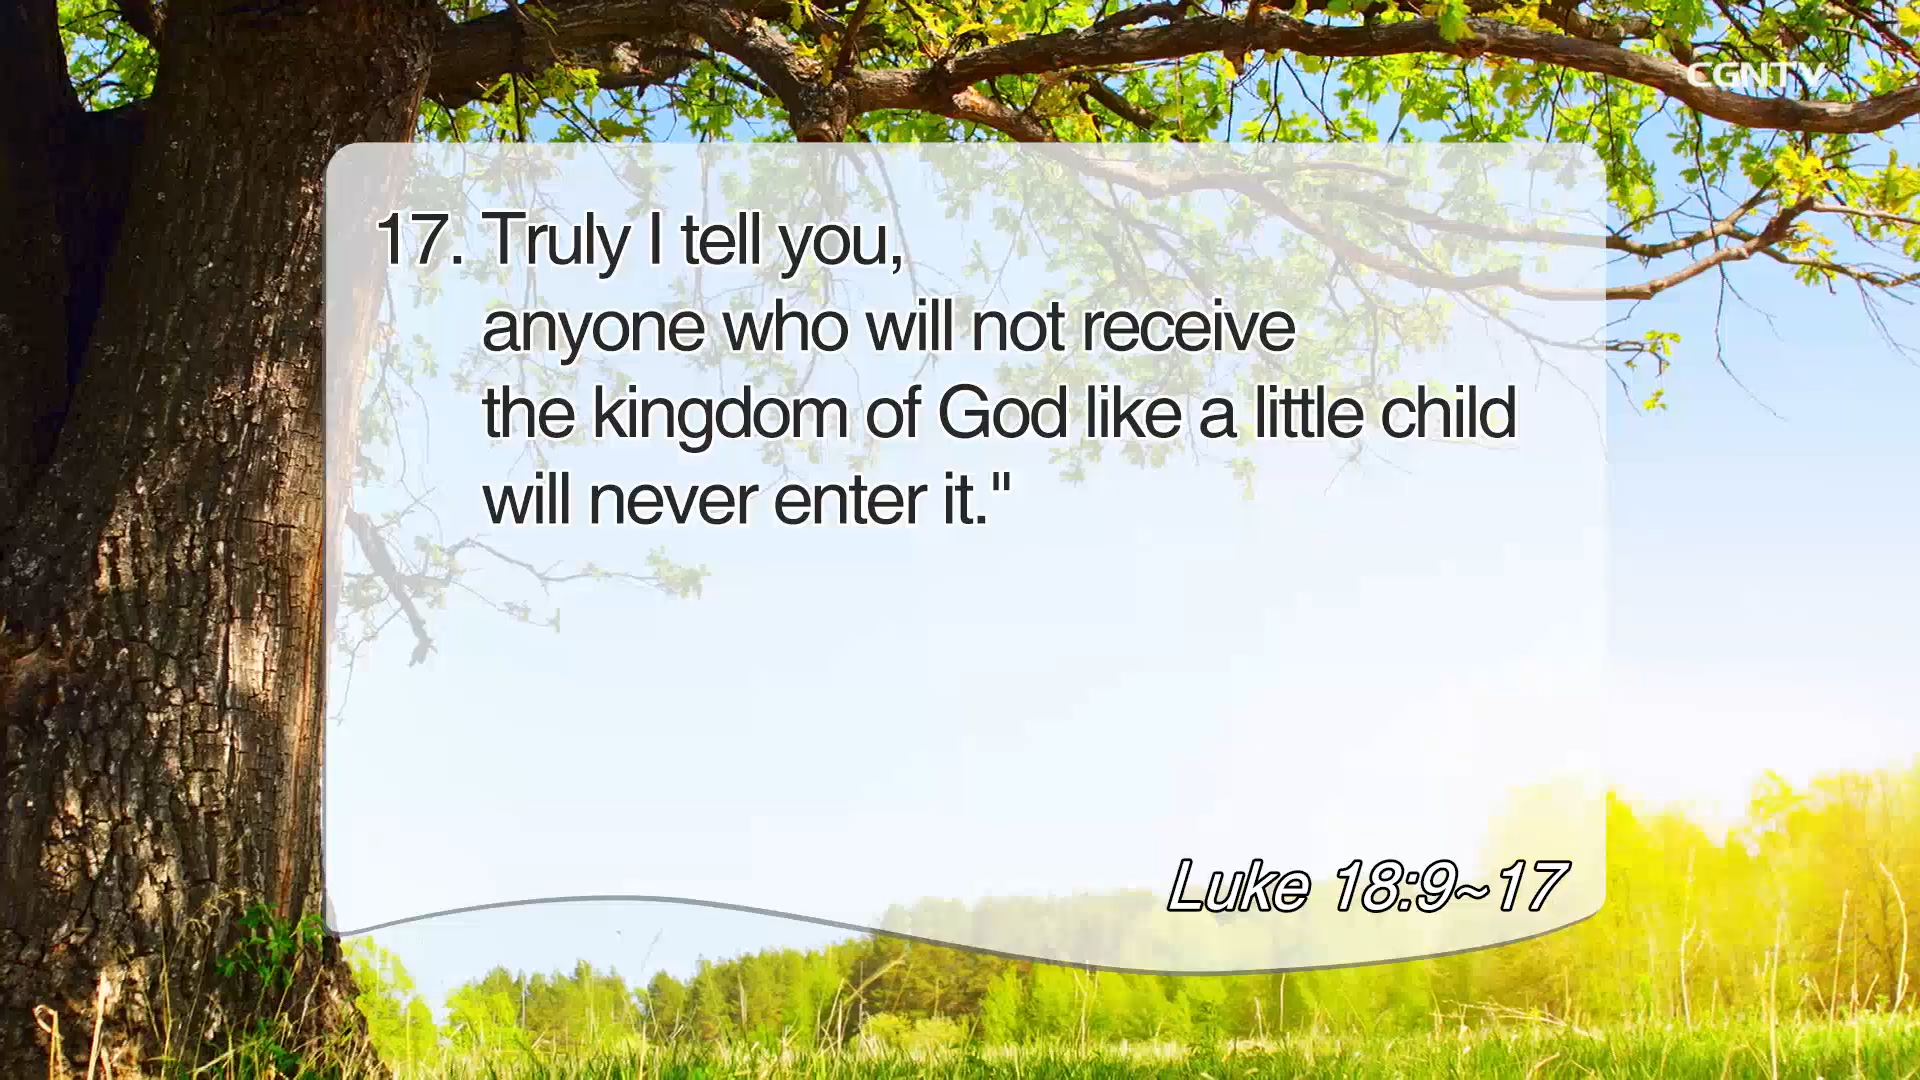 CGNTV
17. Truly I tell you,
anyone who will not receive
the kingdom of God like a little child
will never enter it."
Luke 18:9~17